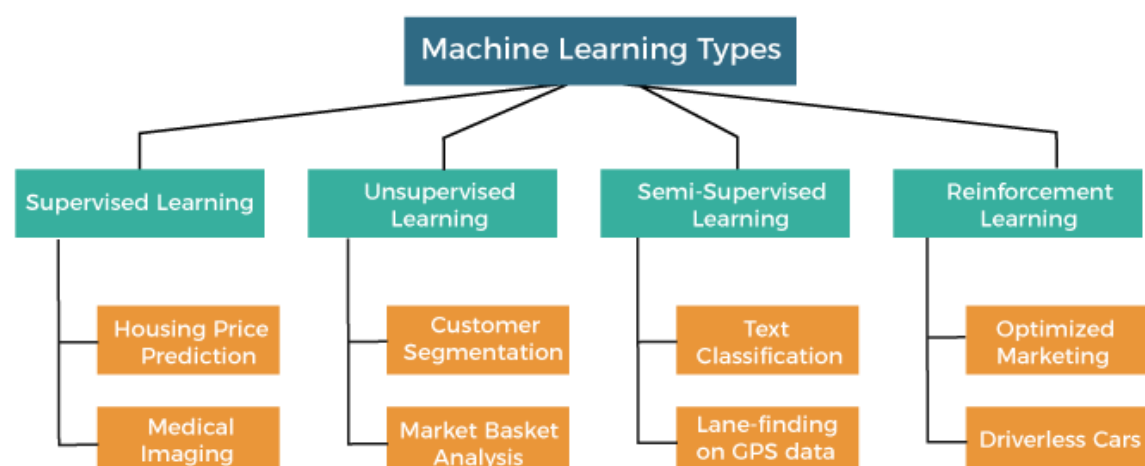 Machine Learning Types
Supervised Learning
Unsupervised
Learning
Semi-Supervised
Learning
Reinforcement
Learning
Housing Price
Prediction
Customer
Segmentation
Text
Classification
Optimized
Marketing
Medical
Imaging
Market Basket
Analysis
Lane-finding
on GPS data
Driverless Cars